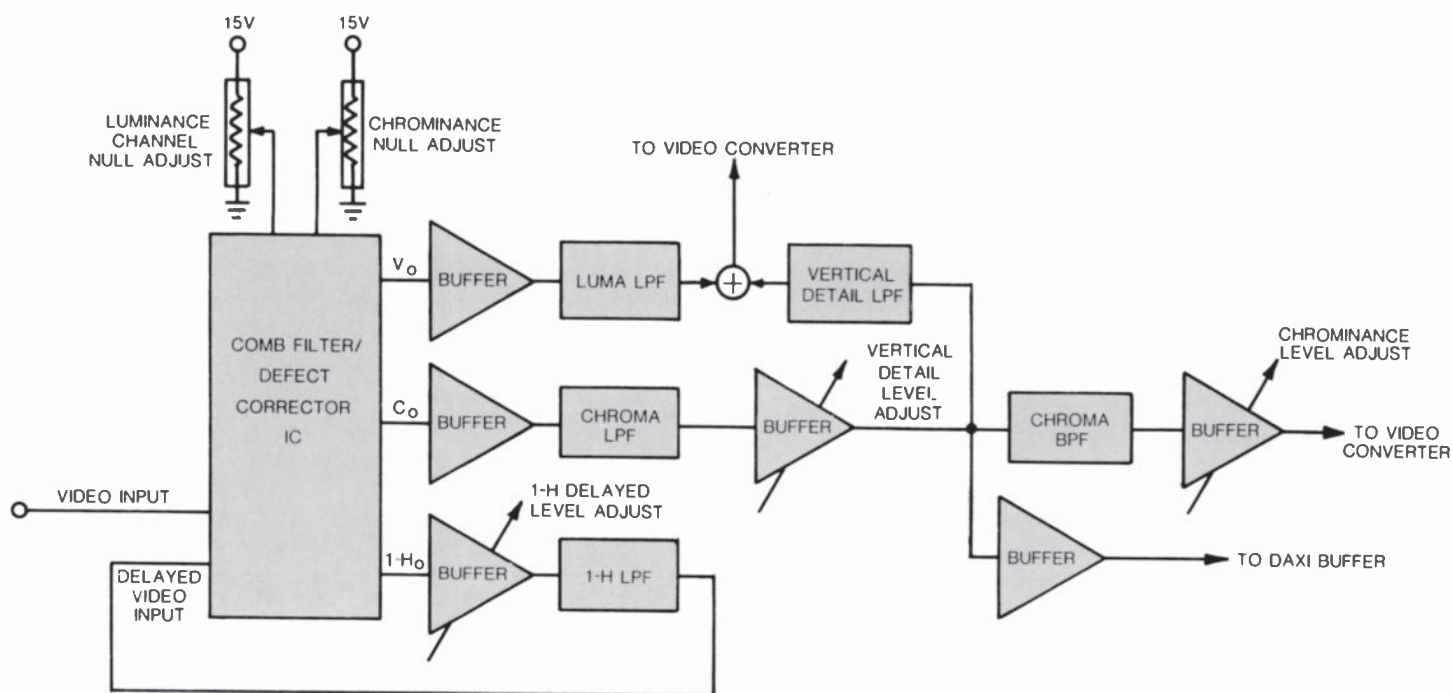 15V
15V
LUMINANCE
CHANNEL
NULL ADJUST
CHROMINANCE
NULL ADJUST
TO VIDEO CONVERTER
COMB FILTER/
DEFECT
CORRECTOR
IC
Vo
BUFFER
LUMA LPF
+
VERTICAL
DETAIL LPF
Co
BUFFER
CHROMA
LPF
BUFFER
VERTICAL
DETAIL
LEVEL
ADJUST
CHROMA
BPF
BUFFER
CHROMINANCE
LEVEL ADJUST
TO VIDEO
CONVERTER
VIDEO INPUT
DELAYED
VIDEO
INPUT
1-Ho
BUFFER
1-H DELAYED
LEVEL ADJUST
1-H LPF
BUFFER
TO DAXI BUFFER